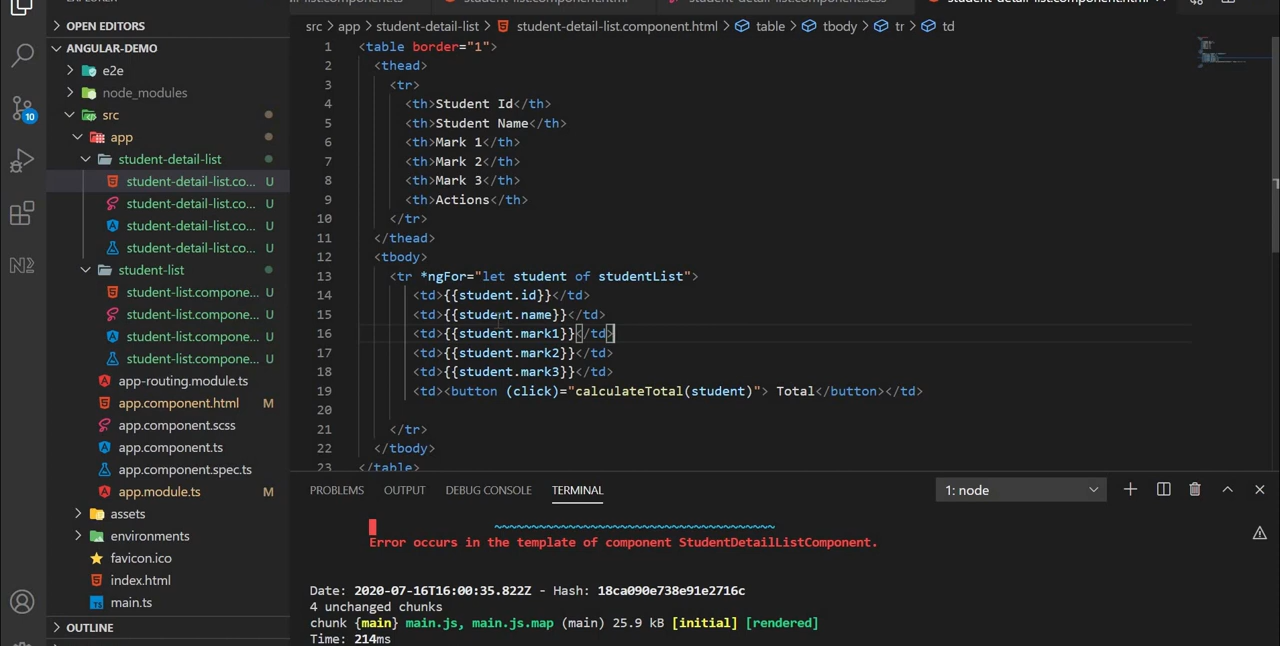 OPEN EDITORS
ANGULAR-DEMO
e2e
node_modules
src
app
student-detail-list
student-detail-list.co... U
student-detail-list.co... U
student-detail-list.co... U
student-detail-list.co... U
student-list
student-list.compone... U
student-list.compone... U
student-list.compone... U
student-list.compone... U
app-routing.module.ts
app.component.html M
app.component.scss
app.component.ts
app.component.spec.ts
app.module.ts M
assets
environments
favicon.ico
index.html
main.ts
OUTLINE
10
src > app > student-detail-list > student-detail-list.component.html > table > tbody > tr > td
1 <table border="1">
2 <thead>
3 <tr>
4 <th>Student Id</th>
5 <th>Student Name</th>
6 <th>Mark 1</th>
7 <th>Mark 2</th>
8 <th>Mark 3</th>
9 <th>Actions</th>
10 </tr>
11 </thead>
12 <tbody>
13 <tr *ngFor="let student of studentList">
14 <td>{{student.id}}</td>
15 <td>{{student.name}}</td>
16 <td>{{student.mark1}}</td>
17 <td>{{student.mark2}}</td>
18 <td>{{student.mark3}}</td>
19 <td><button (click)="calculateTotal(student)"> Total</button></td>
20
21 </tr>
22 </tbody>
23 </table>
PROBLEMS OUTPUT DEBUG CONSOLE TERMINAL 1: node
~~~~~~~~~~~~~~~~~~~~~~~~~~~~~~~~~~~~
Error occurs in the template of component StudentDetailListComponent.
Date: 2020-07-16T16:00:35.822Z - Hash: 18ca090e738e91e2716c
4 unchanged chunks
chunk {main} main.js, main.js.map (main) 25.9 kB [initial] [rendered]
Time: 214ms